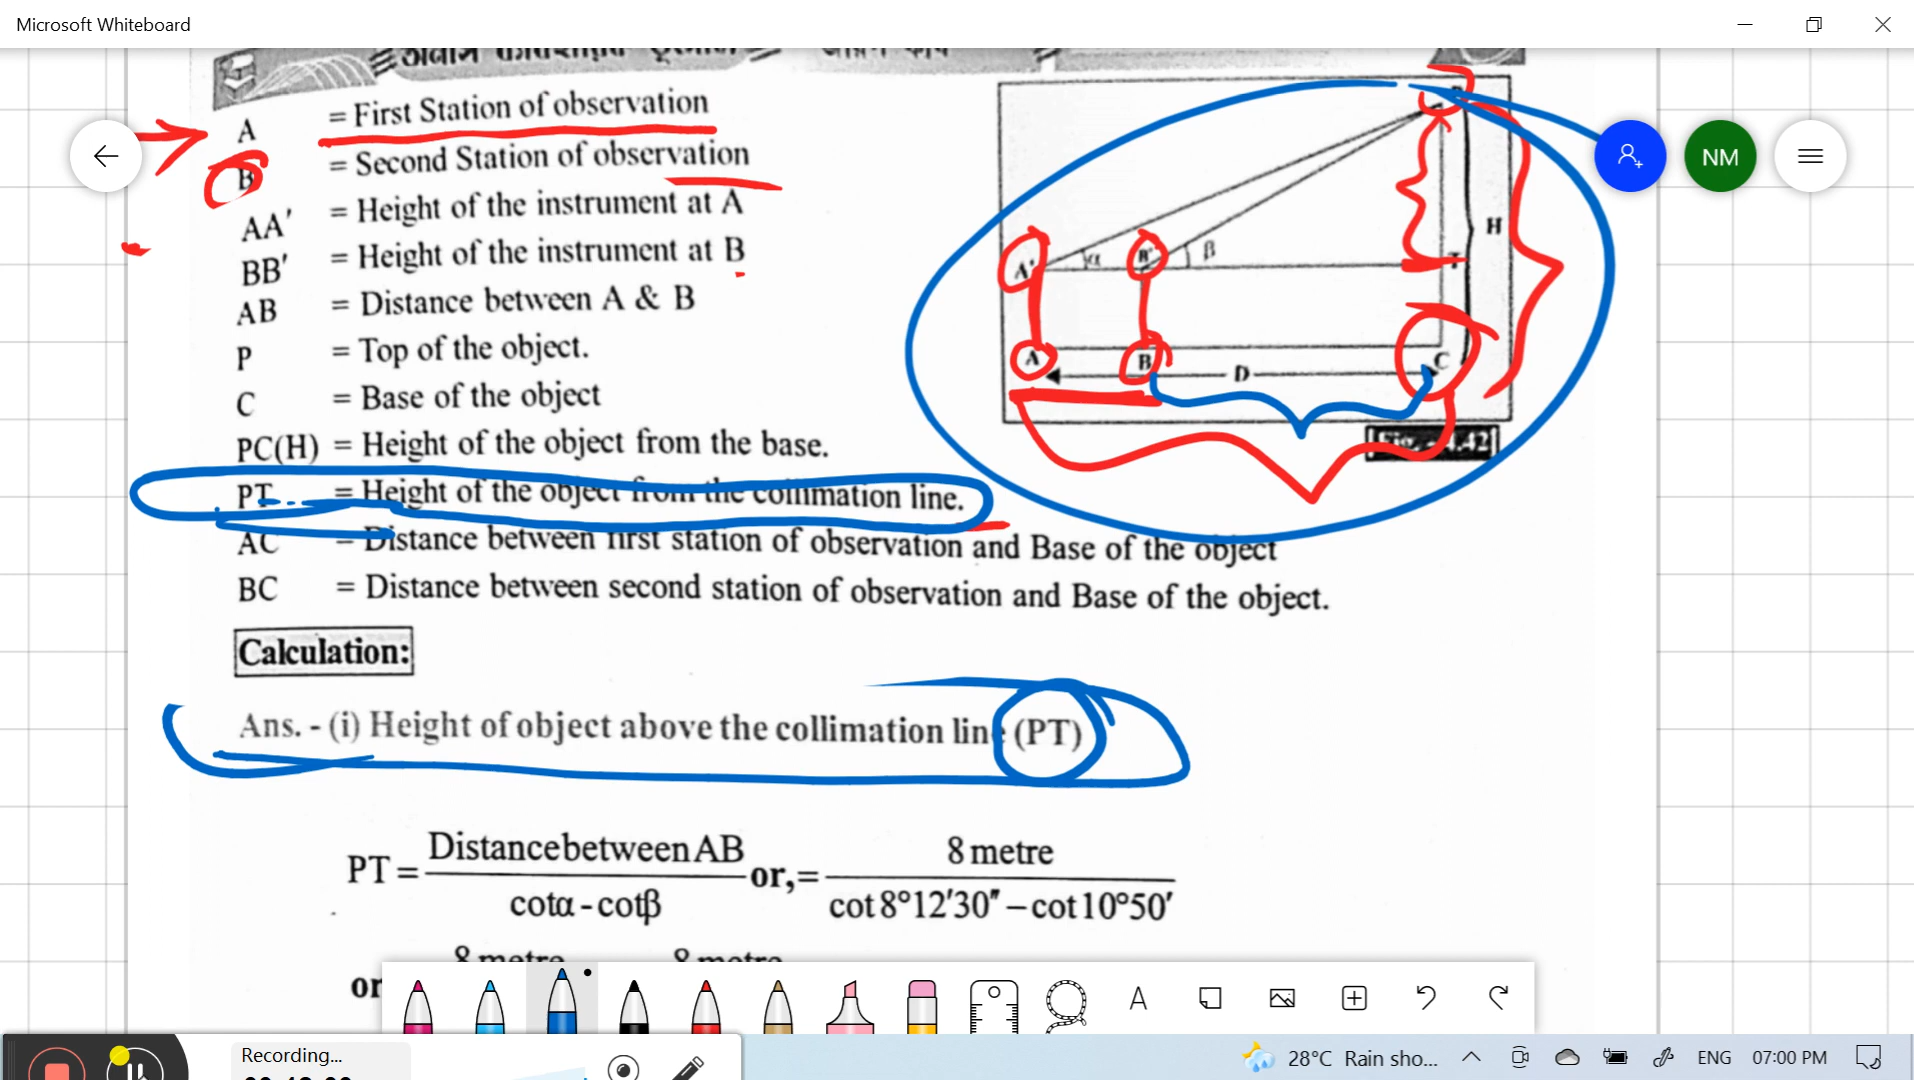 Microsoft Whiteboard
A = First Station of observation
B = Second Station of observation
AA′ = Height of the instrument at A
BB′ = Height of the instrument at B
AB = Distance between A & B
P = Top of the object.
C = Base of the object
PC(H) = Height of the object from the base.
PT = Height of the object from the collimation line.
AC = Distance between first station of observation and Base of the object
BC = Distance between second station of observation and Base of the object.
A′ α B′ β T H
A B D C
NM
Calculation:
Ans. - (i) Height of object above the collimation line (PT)
PT = Distance between AB / cotα - cotβ or, = 8 metre / cot 8°12′30″ – cot 10°50′
or 8 metre 8 metre
A
Recording...
28°C Rain sho... ENG 07:00 PM